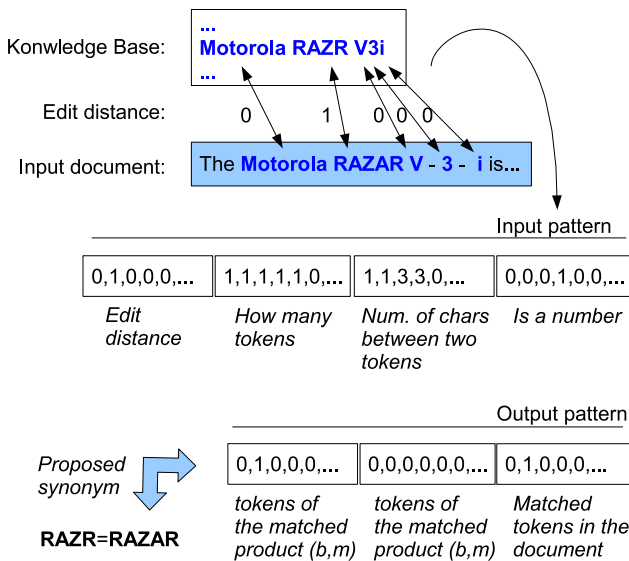 ...
Konwledge Base: Motorola RAZR V3i
...
Edit distance: 0 1 0 0 0
Input document: The Motorola RAZAR V - 3 - i is...
Input pattern
0,1,0,0,0,... 1,1,1,1,1,0,... 1,1,3,3,0,... 0,0,0,1,0,0,...
Edit distance
How many tokens
Num. of chars between two tokens
Is a number
Output pattern
Proposed synonym
RAZR=RAZAR
0,1,0,0,0,... 0,0,0,0,0,0,... 0,1,0,0,0,...
tokens of the matched product (b,m)
tokens of the matched product (b,m)
Matched tokens in the document